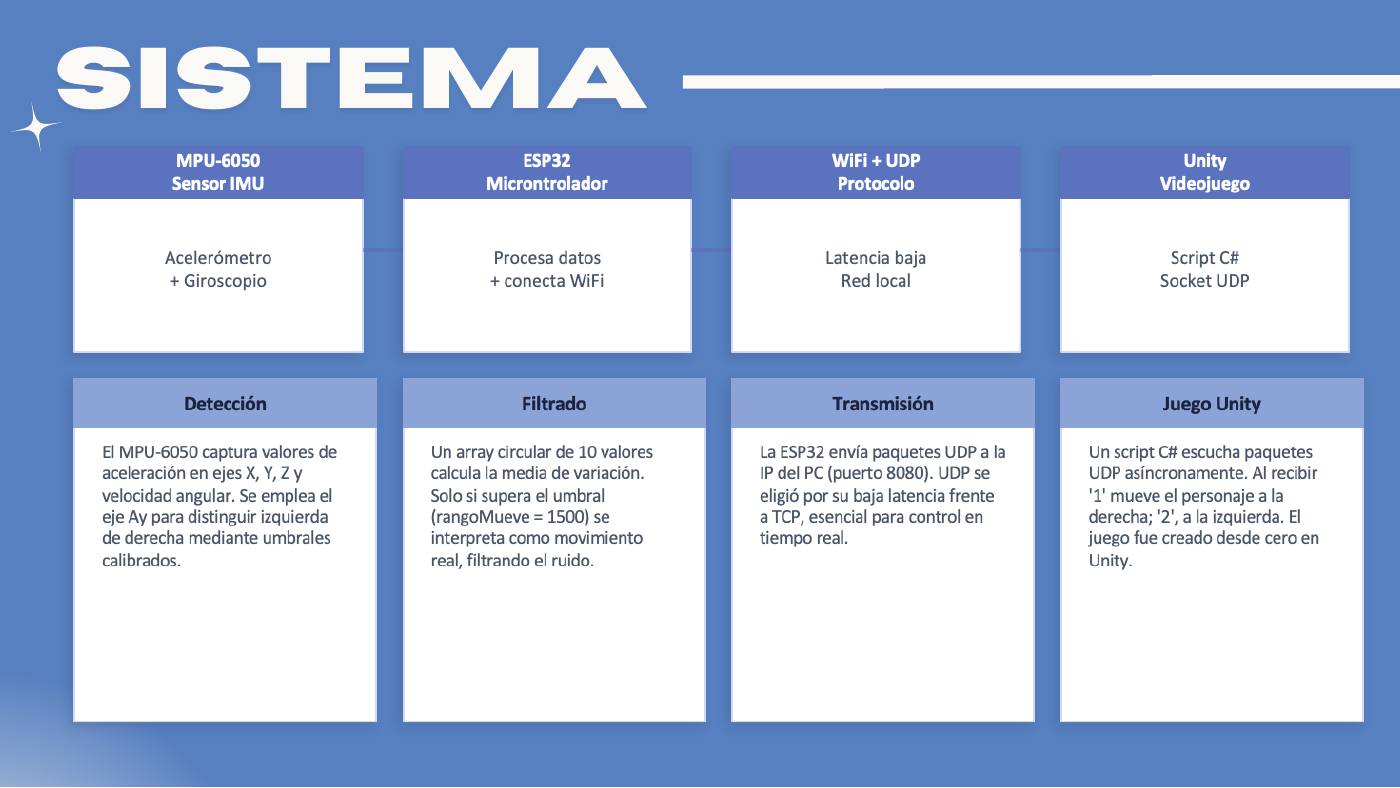 SISTEMA
MPU-6050
Sensor IMU
Acelerómetro
+ Giroscopio
ESP32
Microntrolador
Procesa datos
+ conecta WiFi
WiFi + UDP
Protocolo
Latencia baja
Red local
Unity
Videojuego
Script C#
Socket UDP
Detección
El MPU-6050 captura valores de
aceleración en ejes X, Y, Z y
velocidad angular. Se emplea el
eje Ay para distinguir izquierda
de derecha mediante umbrales
calibrados.
Filtrado
Un array circular de 10 valores
calcula la media de variación.
Solo si supera el umbral
(rangoMueve = 1500) se
interpreta como movimiento
real, filtrando el ruido.
Transmisión
La ESP32 envía paquetes UDP a la
IP del PC (puerto 8080). UDP se
eligió por su baja latencia frente
a TCP, esencial para control en
tiempo real.
Juego Unity
Un script C# escucha paquetes
UDP asíncronamente. Al recibir
'1' mueve el personaje a la
derecha; '2', a la izquierda. El
juego fue creado desde cero en
Unity.